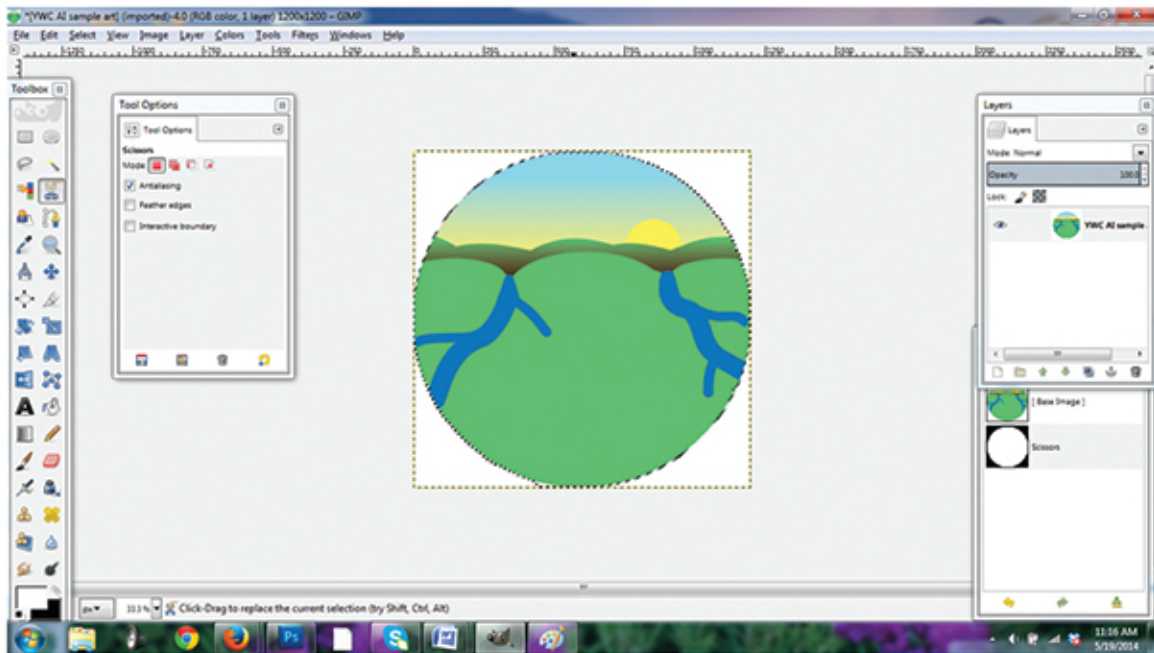 *[YWC AI sample art] (imported)-4.0 (RGB color, 1 layer) 1200x1200 – GIMP
File Edit Select View Image Layer Colors Tools Filters Windows Help
Toolbox
Tool Options
Tool Options
Scissors
Mode:
Antialiasing
Feather edges
Interactive boundary
Layers
Layers
Mode: Normal
Opacity 100.0
Lock:
YWC AI sample
[ Base Image ]
Scissors
px 33.3 % Click-Drag to replace the current selection (try Shift, Ctrl, Alt)
Ps
11:16 AM
5/19/2014